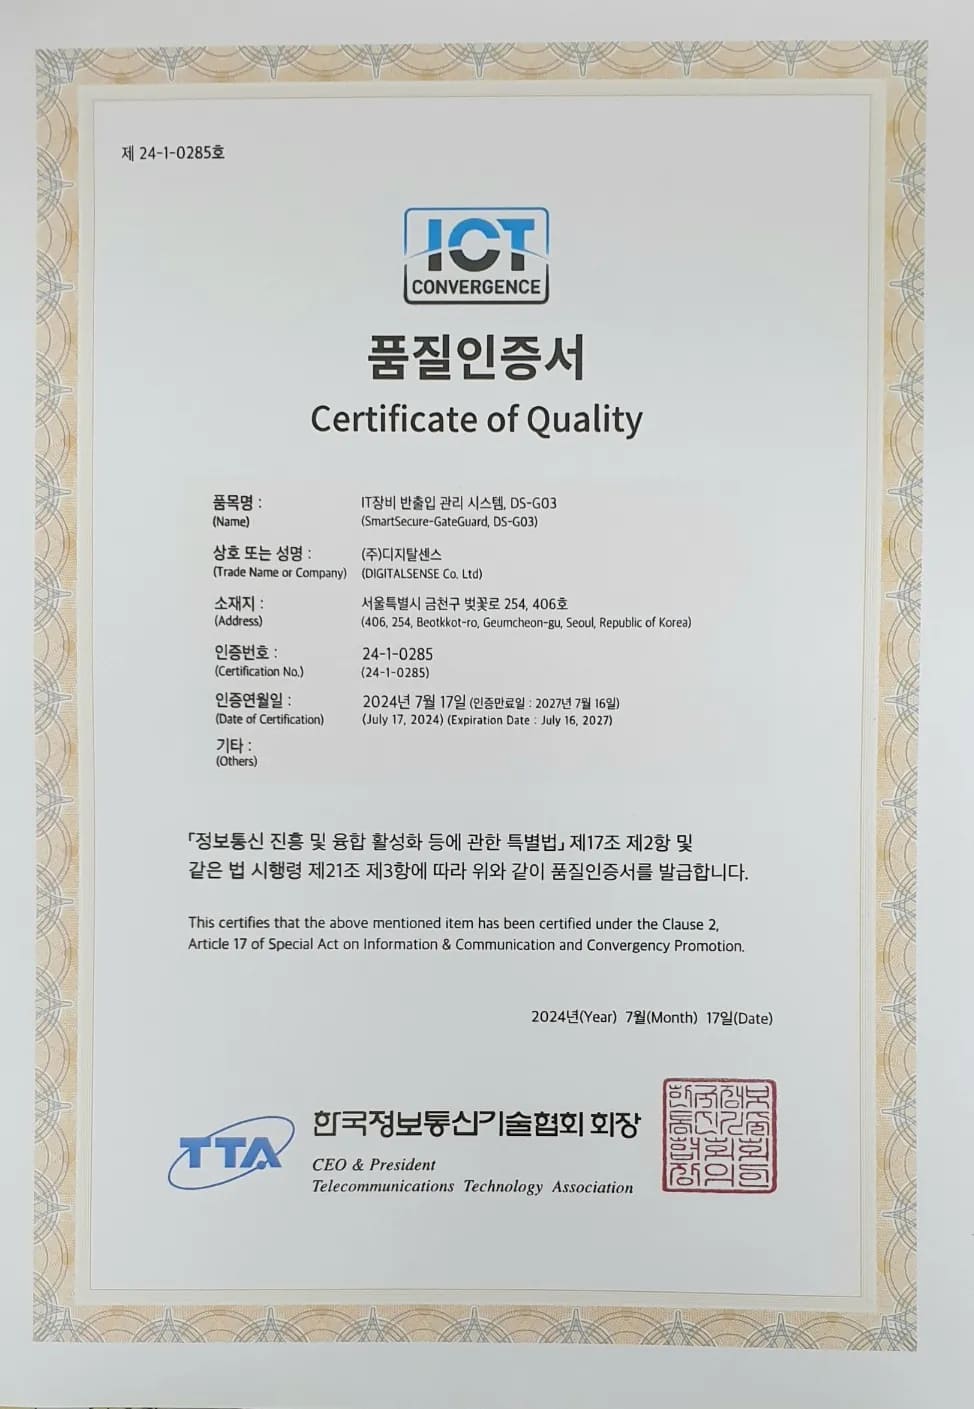 제 24-1-0285호
ICT
CONVERGENCE
품질인증서
Certificate of Quality
품목명 : IT장비 반출입 관리 시스템, DS-G03
(Name) (SmartSecure-GateGuard, DS-G03)
상호 또는 성명 : (주)디지탈센스
(Trade Name or Company) (DIGITALSENSE Co. Ltd)
소재지 : 서울특별시 금천구 벚꽃로 254, 406호
(Address) (406, 254, Beotkkot-ro, Geumcheon-gu, Seoul, Republic of Korea)
인증번호 : 24-1-0285
(Certification No.) (24-1-0285)
인증연월일 : 2024년 7월 17일 (인증만료일 : 2027년 7월 16일)
(Date of Certification) (July 17, 2024) (Expiration Date : July 16, 2027)
기타 :
(Others)
「정보통신 진흥 및 융합 활성화 등에 관한 특별법」 제17조 제2항 및
같은 법 시행령 제21조 제3항에 따라 위와 같이 품질인증서를 발급합니다.
This certifies that the above mentioned item has been certified under the Clause 2,
Article 17 of Special Act on Information & Communication and Convergency Promotion.
2024년(Year) 7월(Month) 17일(Date)
TTA
한국정보통신기술협회 회장
CEO & President
Telecommunications Technology Association